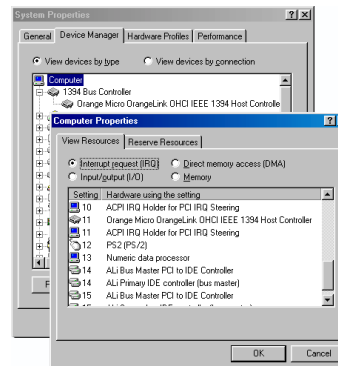 System Properties
General Device Manager Hardware Profiles Performance
View devices by type View devices by connection
Computer
1394 Bus Controller
Orange Micro OrangeLink OHCI IEEE 1394 Host Controlle
Computer Properties
View Resources Reserve Resources
Interrupt request (IRQ) Direct memory access (DMA)
Input/output (I/O) Memory
Setting Hardware using the setting
10 ACPI IRQ Holder for PCI IRQ Steering
11 Orange Micro OrangeLink OHCI IEEE 1394 Host Controller
11 ACPI IRQ Holder for PCI IRQ Steering
12 PS2 (PS/2)
13 Numeric data processor
14 ALi Bus Master PCI to IDE Controller
14 ALi Primary IDE controller (bus master)
15 ALi Bus Master PCI to IDE Controller
OK Cancel